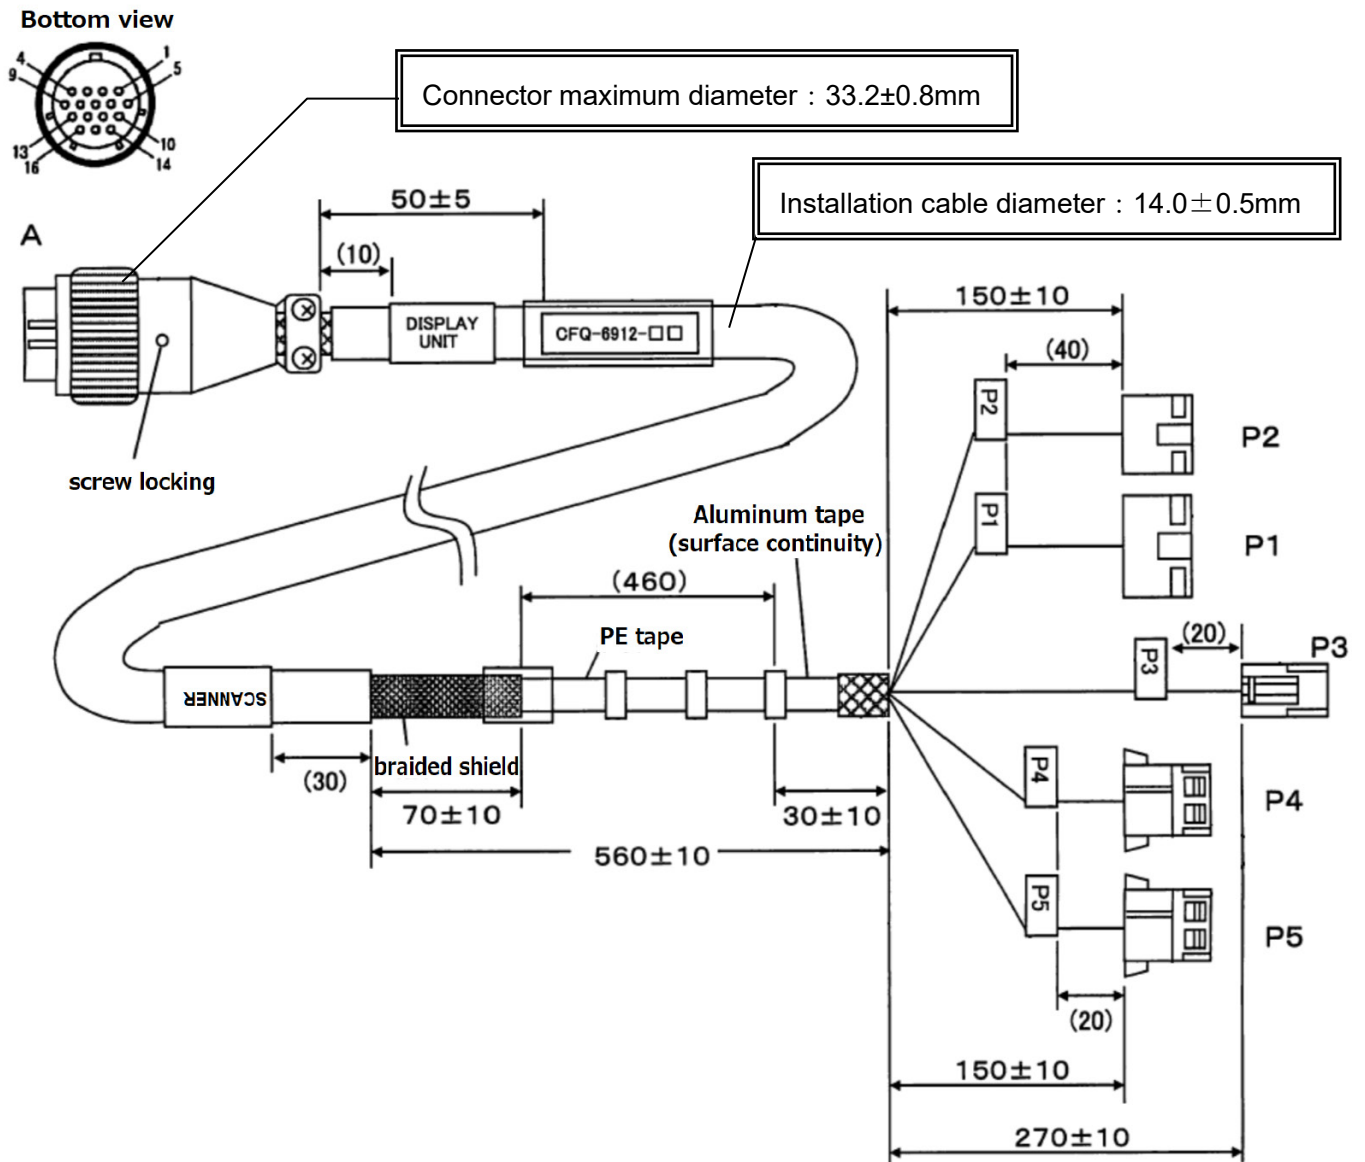 Bottom view
4
1
9
5
13
10
16
14
Connector maximum diameter : 33.2±0.8mm
Installation cable diameter : 14.0±0.5mm
A
50±5
(10)
DISPLAY
UNIT
CFQ-6912-□□
screw locking
150±10
(40)
P2
P2
P1
P1
Aluminum tape
(surface continuity)
(460)
PE tape
(20)
P3
P3
SCANNER
(30)
braided shield
70±10
30±10
560±10
P4
P4
P5
P5
(20)
150±10
270±10